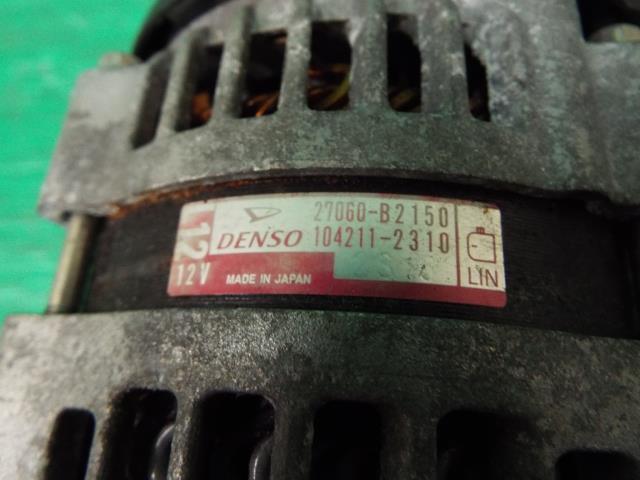 27060-B2150
12
DENSO 104211-2310
12V MADE IN JAPAN
LIN